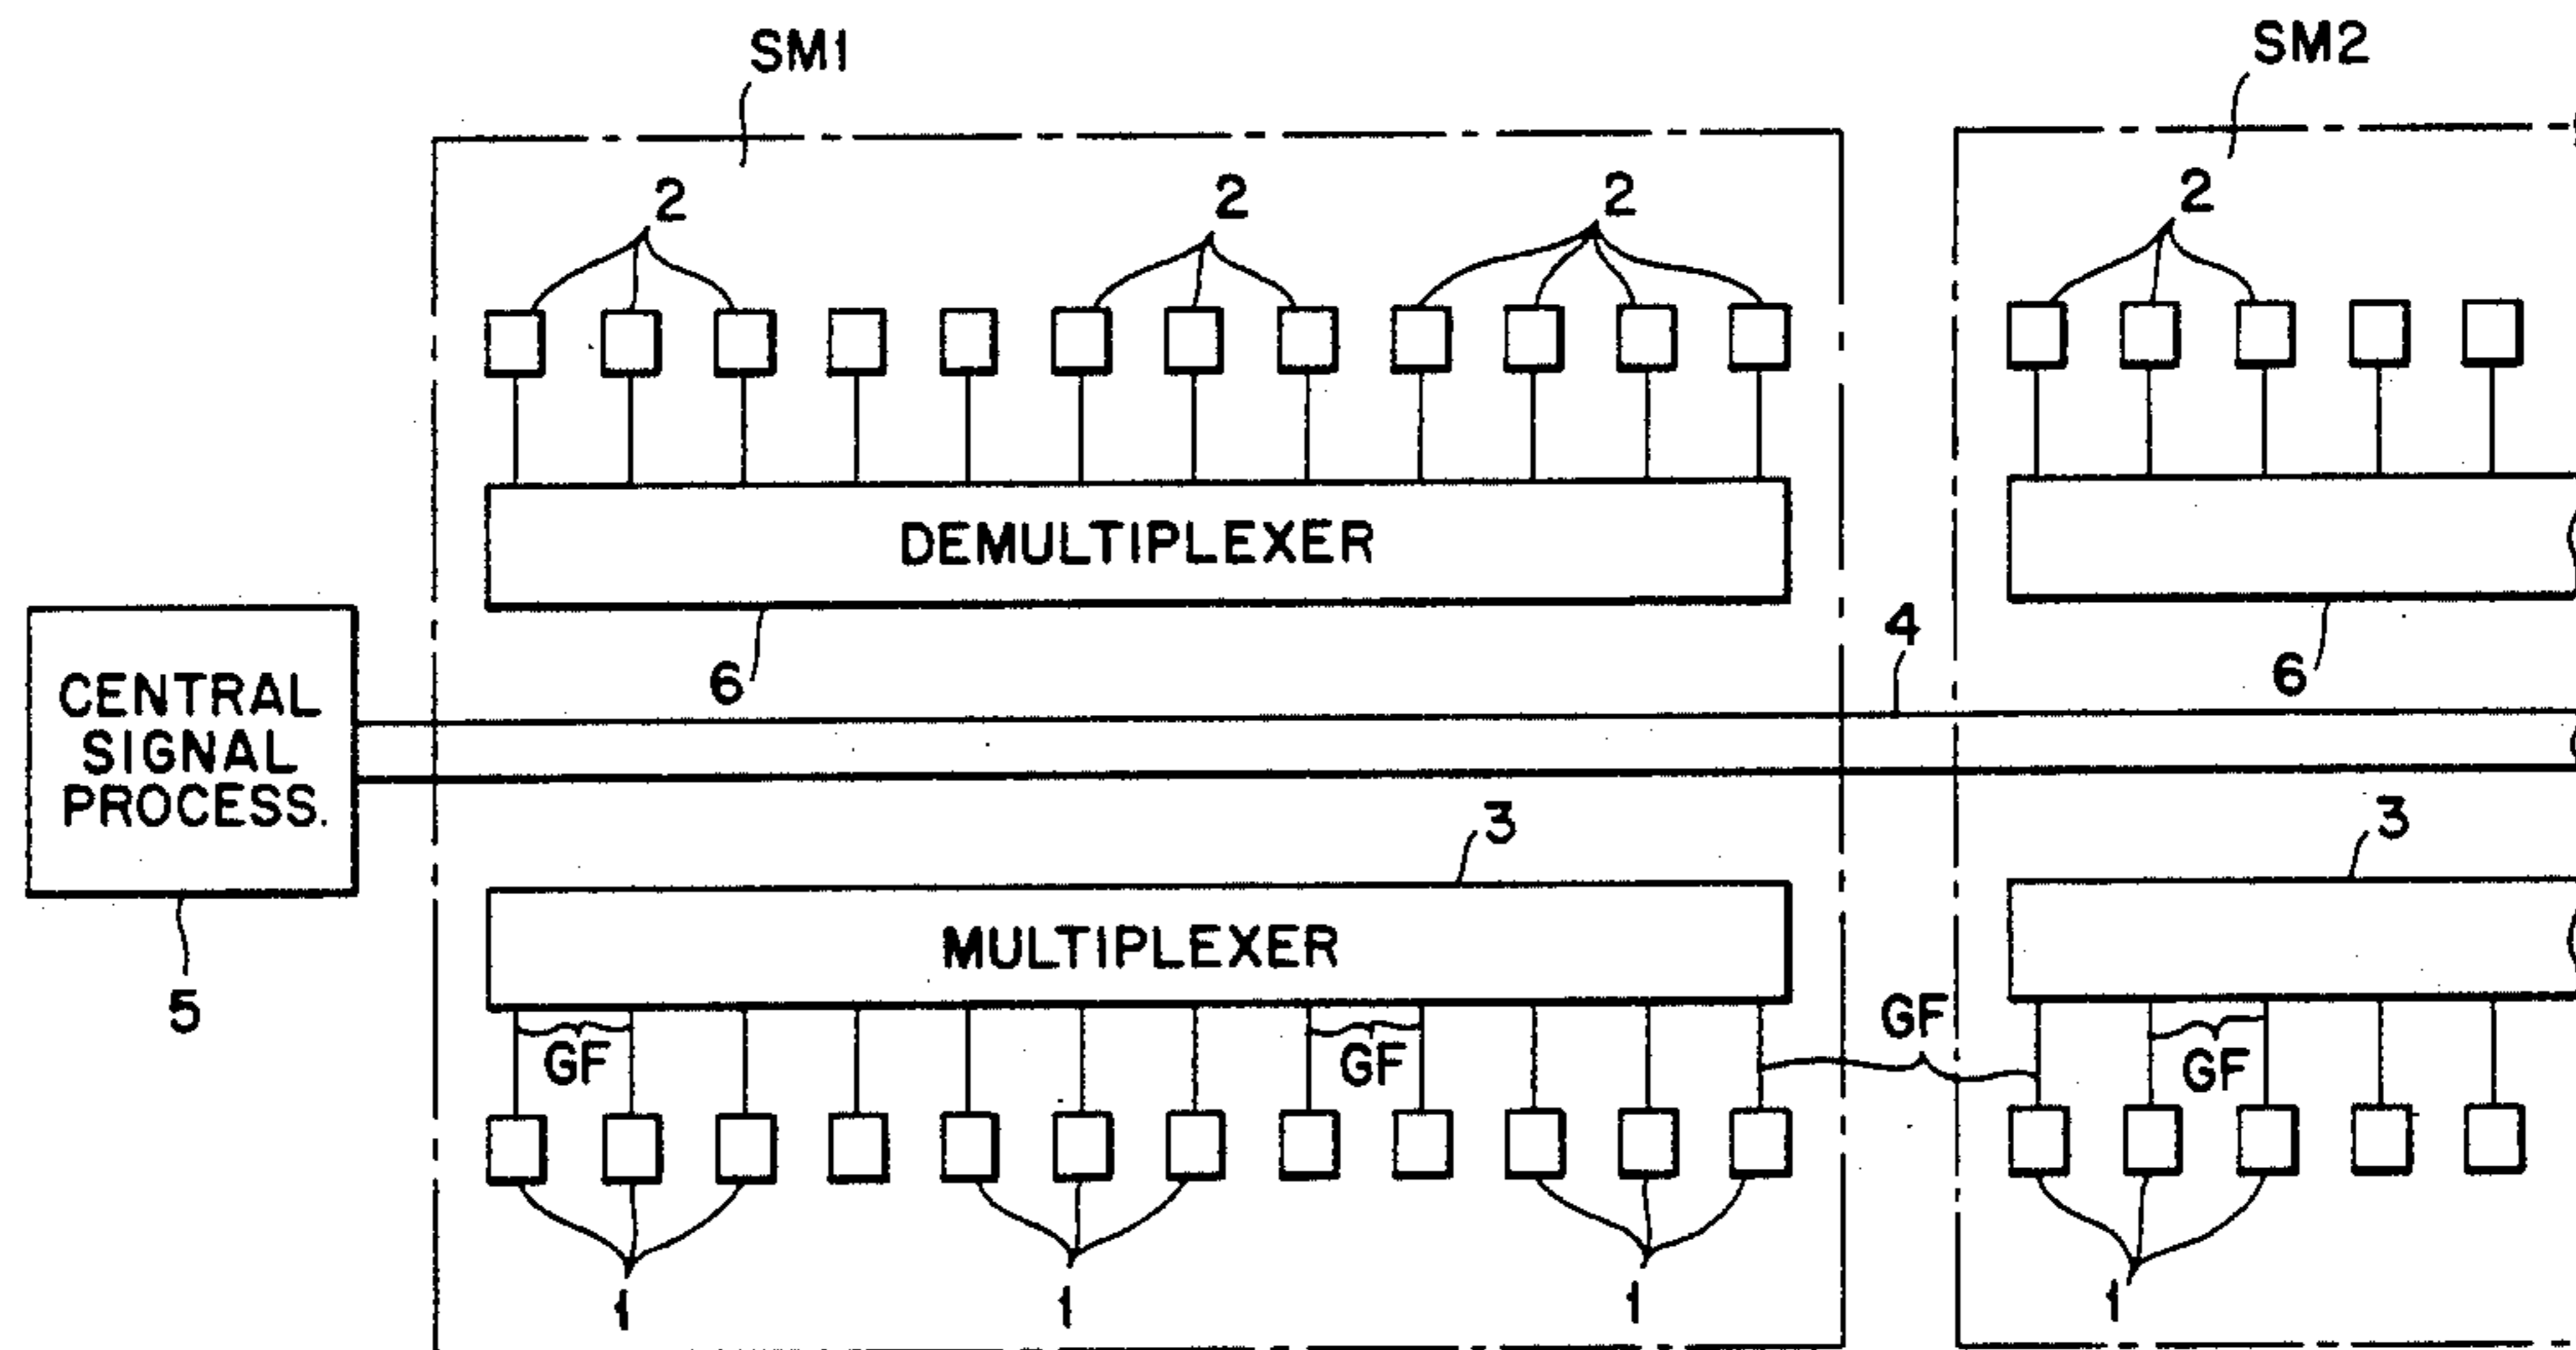 SM1
SM2
2
2
2
2
DEMULTIPLEXER
6
4
6
CENTRAL
SIGNAL
PROCESS.
5
3
3
MULTIPLEXER
GF
GF
GF
GF
1
1
1
1